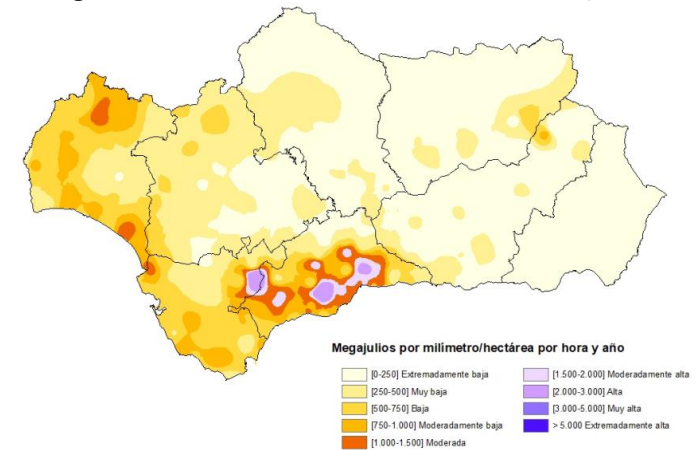 Megajulios por milimetro/hectárea por hora y año
[0-250] Extremadamente baja
[250-500] Muy baja
[500-750] Baja
[750-1.000] Moderadamente baja
[1.000-1.500] Moderada
[1.500-2.000] Moderadamente alta
[2.000-3.000] Alta
[3.000-5.000] Muy alta
> 5.000 Extremadamente alta